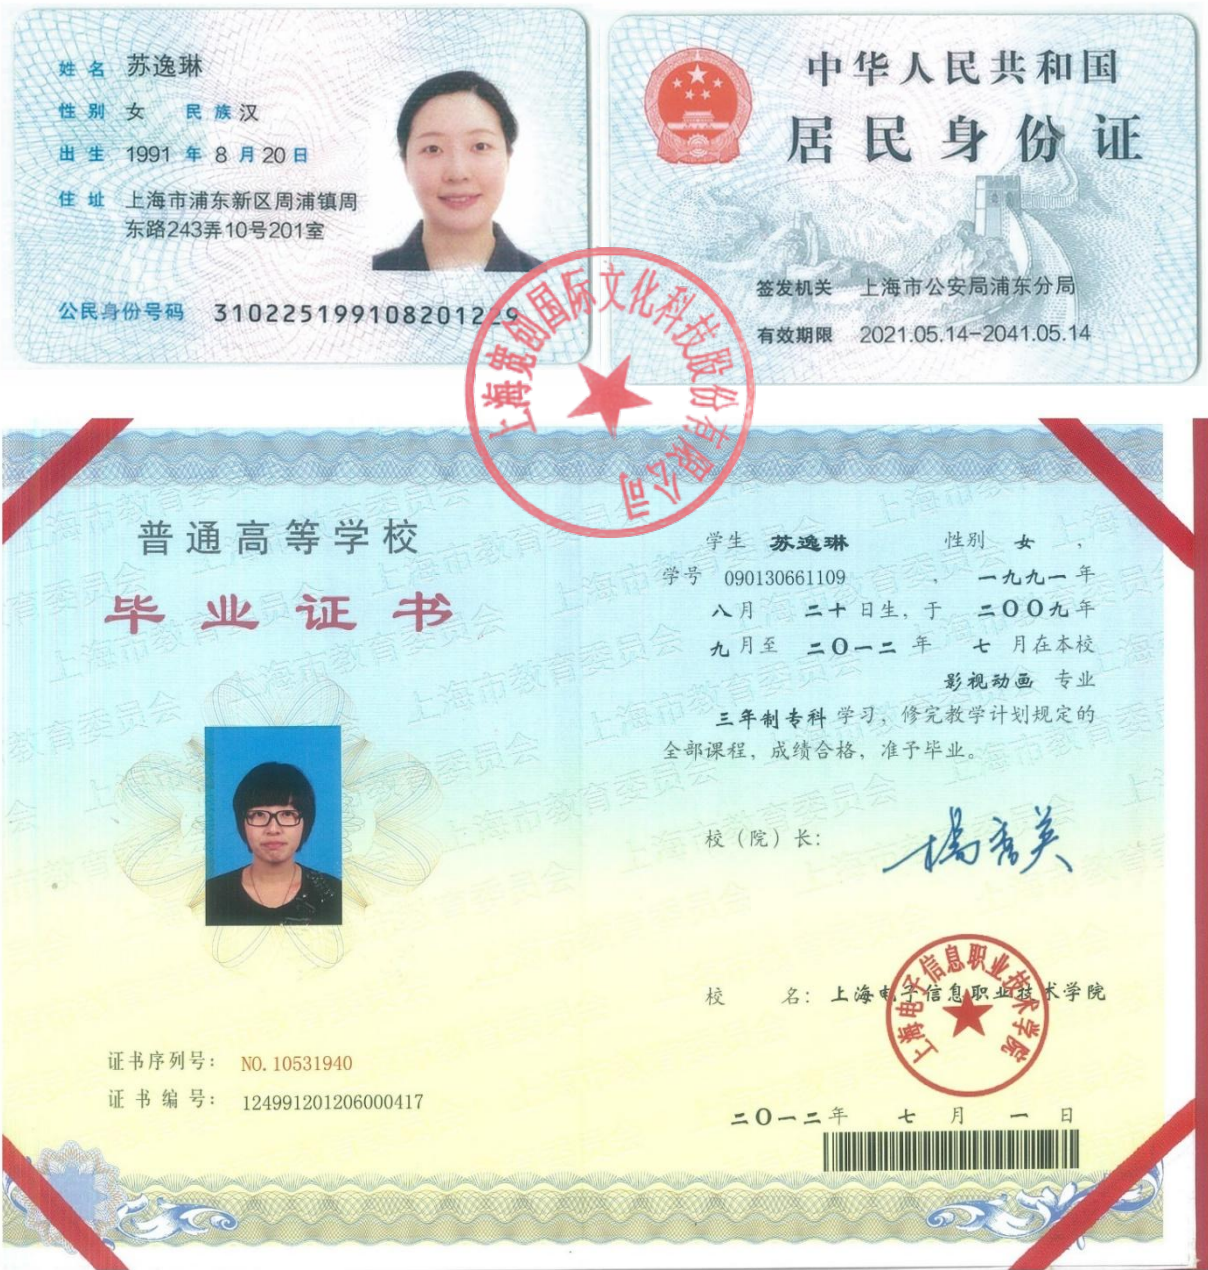 姓名 苏逸琳
性别 女 民族 汉
出生 1991 年 8 月 20 日
住址 上海市浦东新区周浦镇周
东路243弄10号201室
公民身份号码 310225199108201229
中华人民共和国
居民身份证
签发机关 上海市公安局浦东分局
有效期限 2021.05.14-2041.05.14
上海宽创国际文化科技股份有限公司
普通高等学校
毕业证书
证书序列号： NO.10531940
证书编号： 124991201206000417
学生 苏逸琳 性别 女 ，
学号 090130661109 ， 一九九一 年
八 月 二十 日生，于 二〇〇九 年
九 月至 二〇一二 年 七 月在本校
影视动画 专业
三年制专科 学习，修完教学计划规定的
全部课程，成绩合格，准予毕业。
校（院）长： 杨秀英
校 名：上海电子信息职业技术学院
上海电子信息职业技术学院
二〇一二 年 七 月 一 日
上海市教育委员会